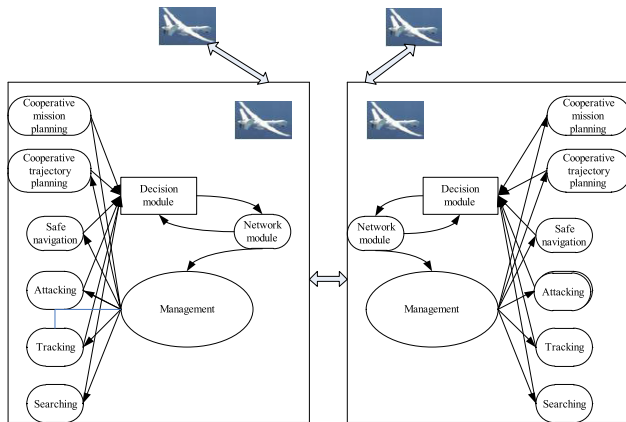 Cooperative
mission
planning
Cooperative
trajectory
planning
Decision
module
Safe
navigation
Network
module
Attacking
Management
Tracking
Searching
Cooperative
mission
planning
Cooperative
trajectory
planning
Decision
module
Safe
navigation
Network
module
Attacking
Management
Tracking
Searching